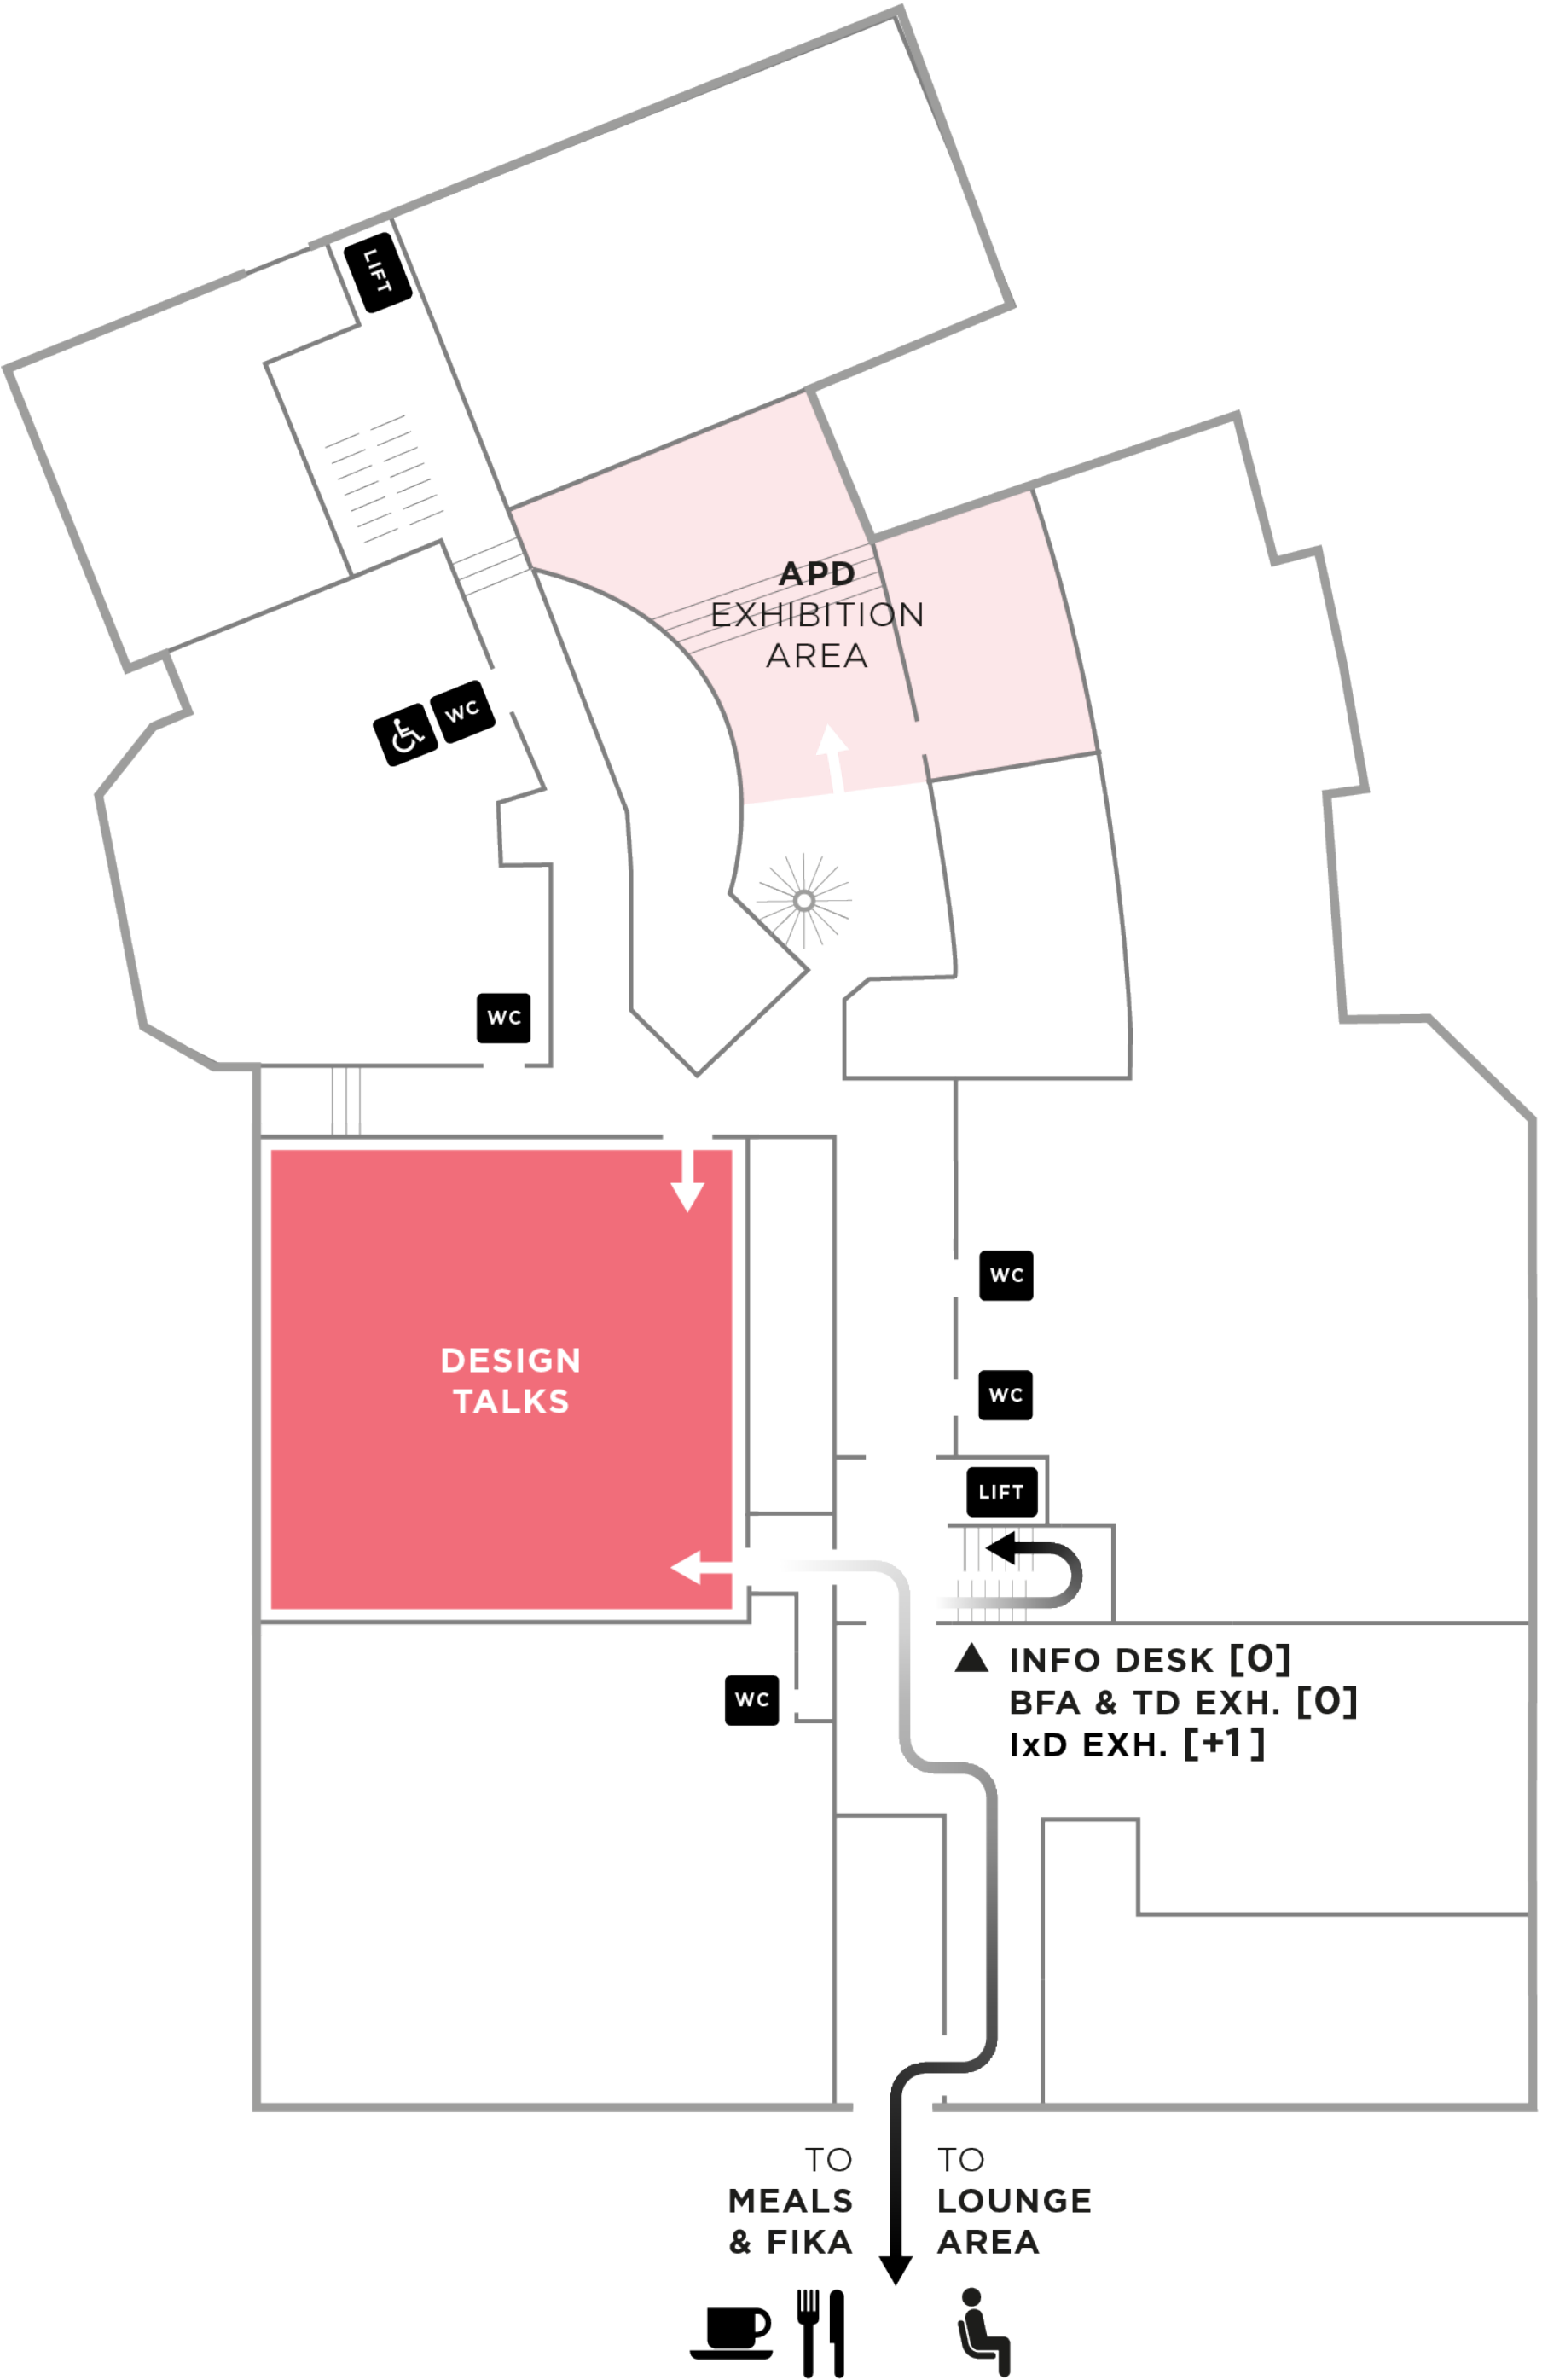 LIFT
APD
EXHIBITION
AREA
WC
WC
WC
DESIGN
TALKS
WC
LIFT
WC
INFO DESK [0]
BFA & TD EXH. [0]
IxD EXH. [+1]
TO
MEALS
& FIKA
TO
LOUNGE
AREA